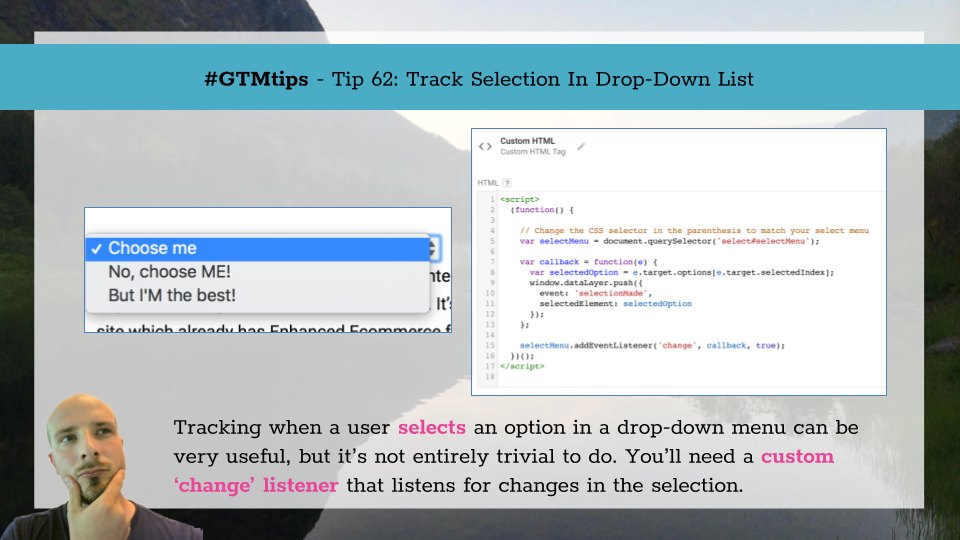 #GTMtips - Tip 62: Track Selection In Drop-Down List
✓ Choose me
No, choose ME!
But I'M the best!
It's
site which already has Enhanced Ecommerce f
<> Custom HTML
Custom HTML Tag
HTML ?
1 <script>
2 (function() {
3
4 // Change the CSS selector in the parenthesis to match your select menu
5 var selectMenu = document.querySelector('select#selectMenu');
6
7 var callback = function(e) {
8 var selectedOption = e.target.options[e.target.selectedIndex];
9 window.dataLayer.push({
10 event: 'selectionMade',
11 selectedElement: selectedOption
12 });
13 };
14
15 selectMenu.addEventListener('change', callback, true);
16 })();
17 </script>
18
Tracking when a user selects an option in a drop-down menu can be
very useful, but it's not entirely trivial to do. You'll need a custom
'change' listener that listens for changes in the selection.